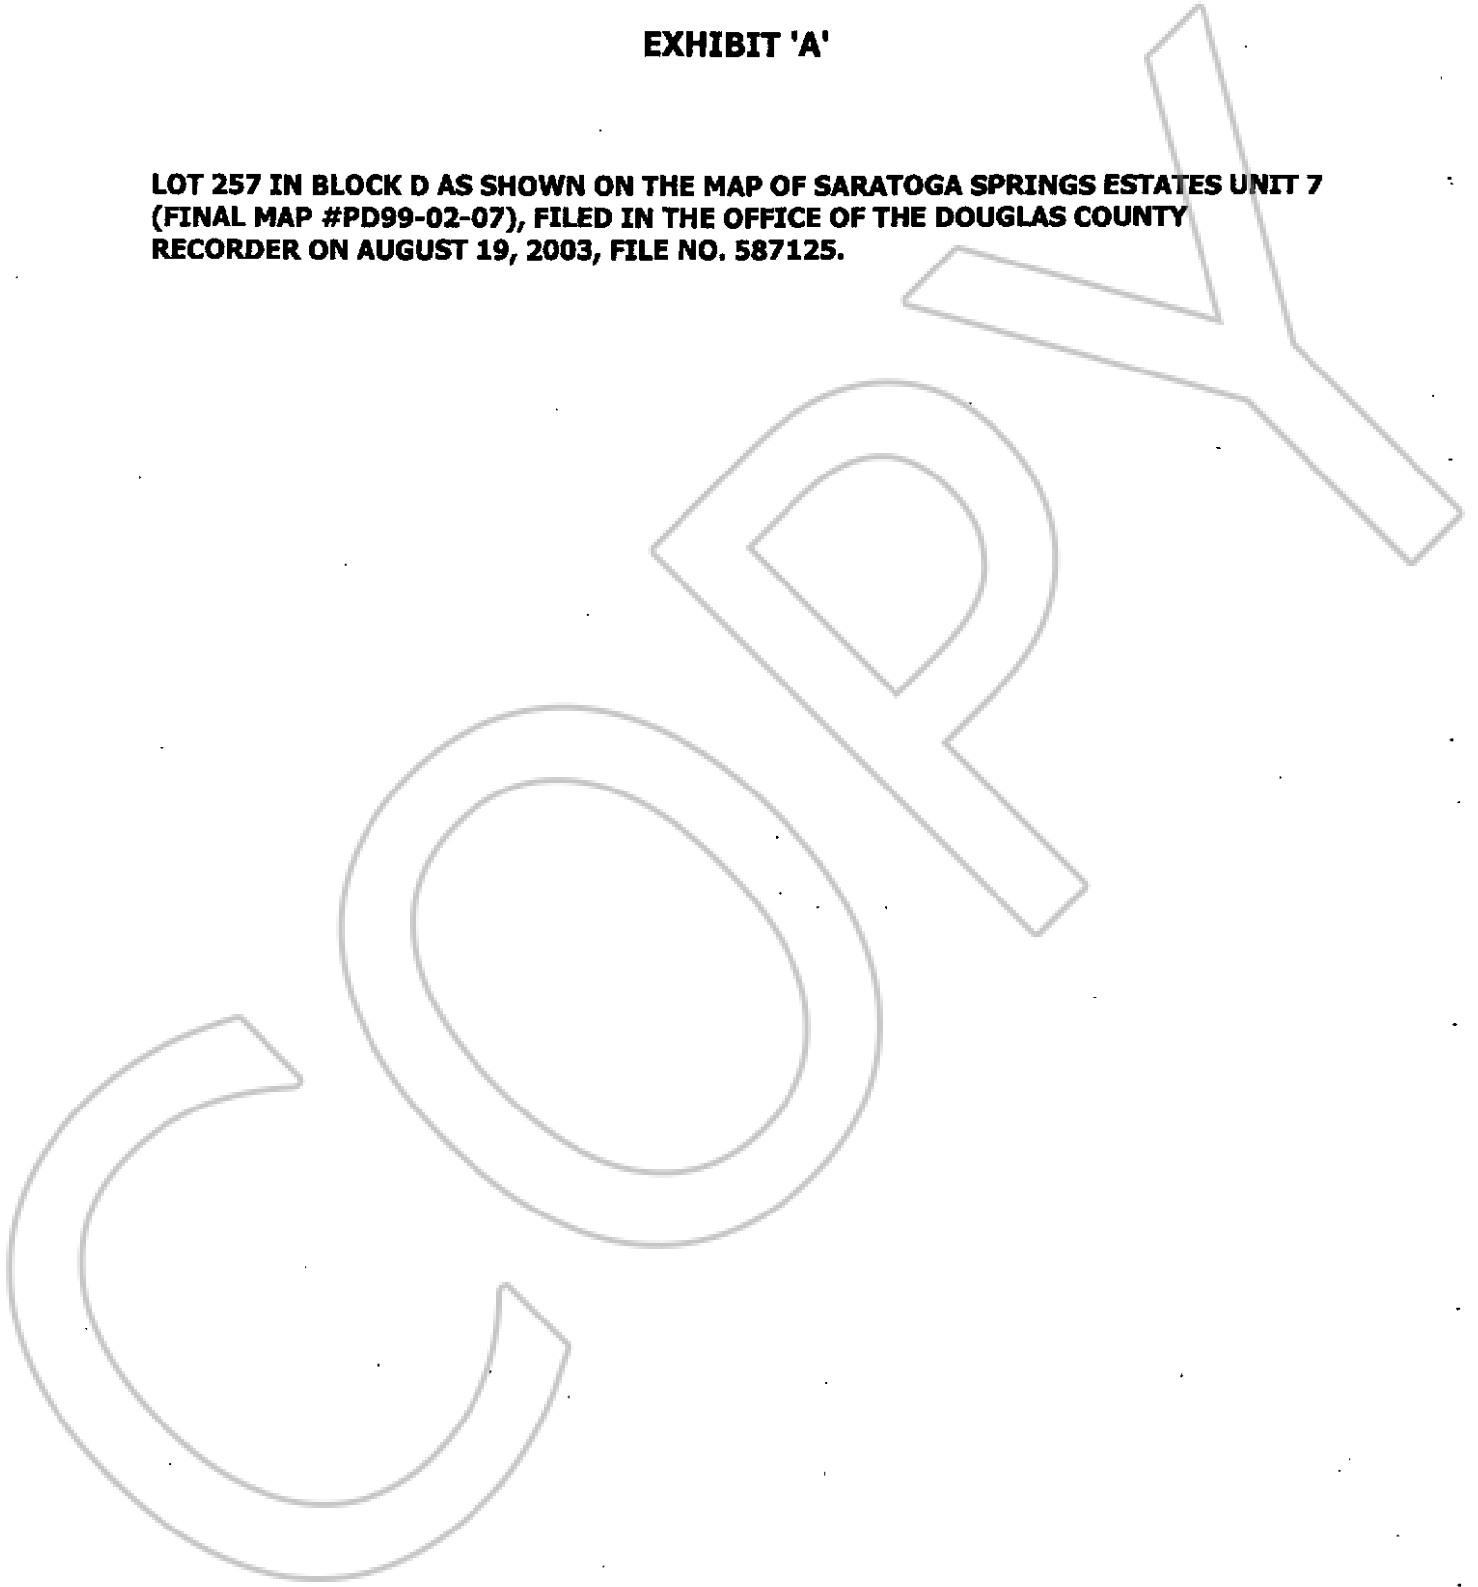 EXHIBIT 'A'
LOT 257 IN BLOCK D AS SHOWN ON THE MAP OF SARATOGA SPRINGS ESTATES UNIT 7
(FINAL MAP #PD99-02-07), FILED IN THE OFFICE OF THE DOUGLAS COUNTY
RECORDER ON AUGUST 19, 2003, FILE NO. 587125.
COPY